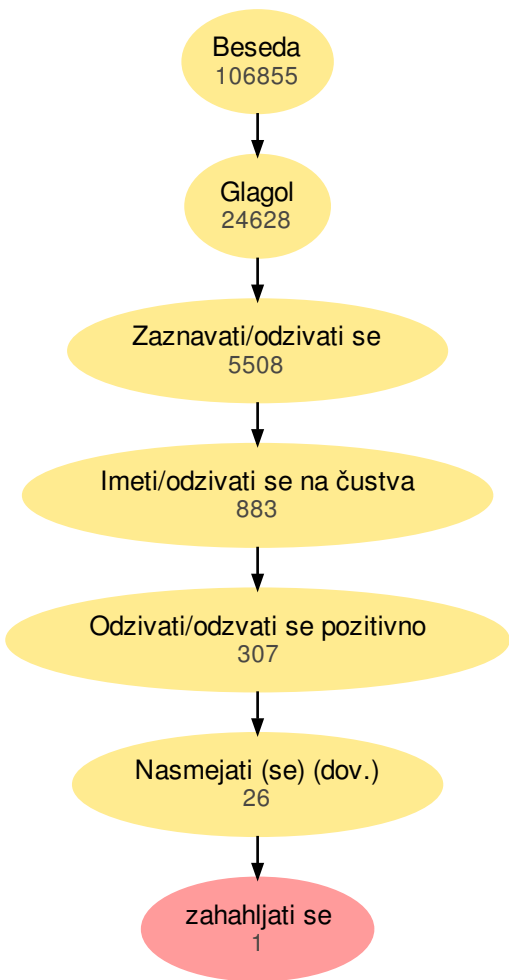 Beseda
106855
Glagol
24628
Zaznavati/odzivati se
5508
Imeti/odzivati se na čustva
883
Odzivati/odzvati se pozitivno
307
Nasmejati (se) (dov.)
26
zahahljati se
1